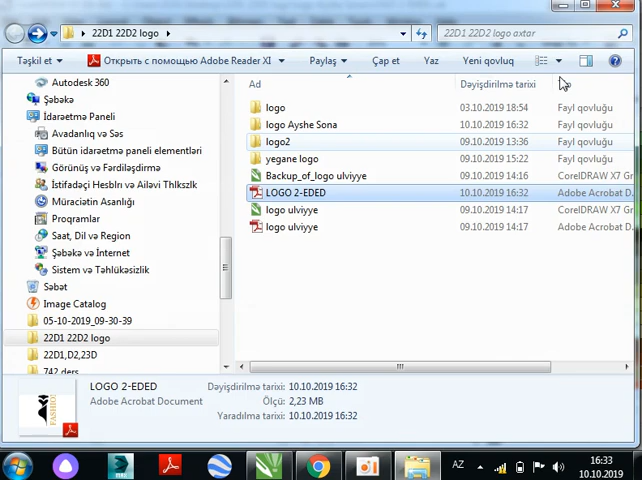 22D1 22D2 logo
22D1 22D2 logo axtar
Təşkil et
Открыть с помощью Adobe Reader XI
Paylaş
Çap et
Yaz
Yeni qovluq
Ad
Dəyişdirilmə tarixi
Autodesk 360
Şəbəkə
İdarəetmə Paneli
Avadanlıq və Səs
Bütün idarəetmə panel elementləri
Görünüş və Fərdiləşdirmə
İstifadəçi HesbIrı və Ailəvi Thlkszlk
Müraciətin Asanlığı
Proqramlar
Saat, Dil və Region
Şəbəkə və İnternet
Sistem və Təhlükəsizlik
Səbət
Image Catalog
05-10-2019_09-30-39
22D1 22D2 logo
22D1,D2,23D
742 ders
logo 03.10.2019 18:54 Fayl qovluğu
logo Ayshe Sona 10.10.2019 16:32 Fayl qovluğu
logo2 09.10.2019 13:36 Fayl qovluğu
yegane logo 09.10.2019 15:22 Fayl qovluğu
Backup_of_logo ulviyye 09.10.2019 14:16 CorelDRAW X7 Gr
LOGO 2-EDED 10.10.2019 16:32 Adobe Acrobat D.
logo ulviyye 09.10.2019 14:17 CorelDRAW X7 Gr
logo ulviyye 09.10.2019 14:17 Adobe Acrobat D.
LOGO 2-EDED
Adobe Acrobat Document
Dəyişdirilmə tarixi: 10.10.2019 16:32
Ölçü: 2,23 MB
Yaradılma tarixi: 10.10.2019 16:32
FASHION
AZ
16:33
10.10.2019